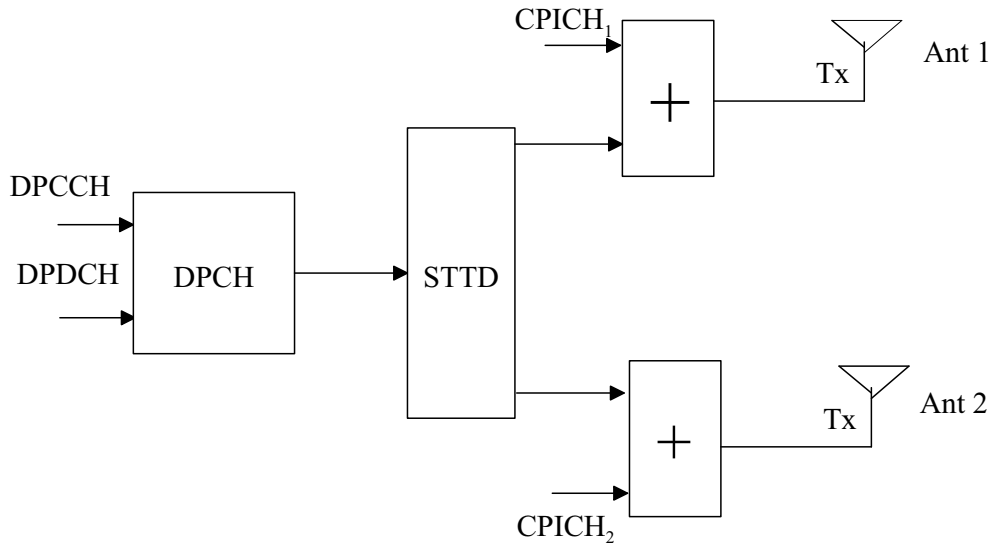 CPICH₁
Ant 1
Tx
+
DPCCH
DPDCH
DPCH
STTD
Ant 2
Tx
+
CPICH₂